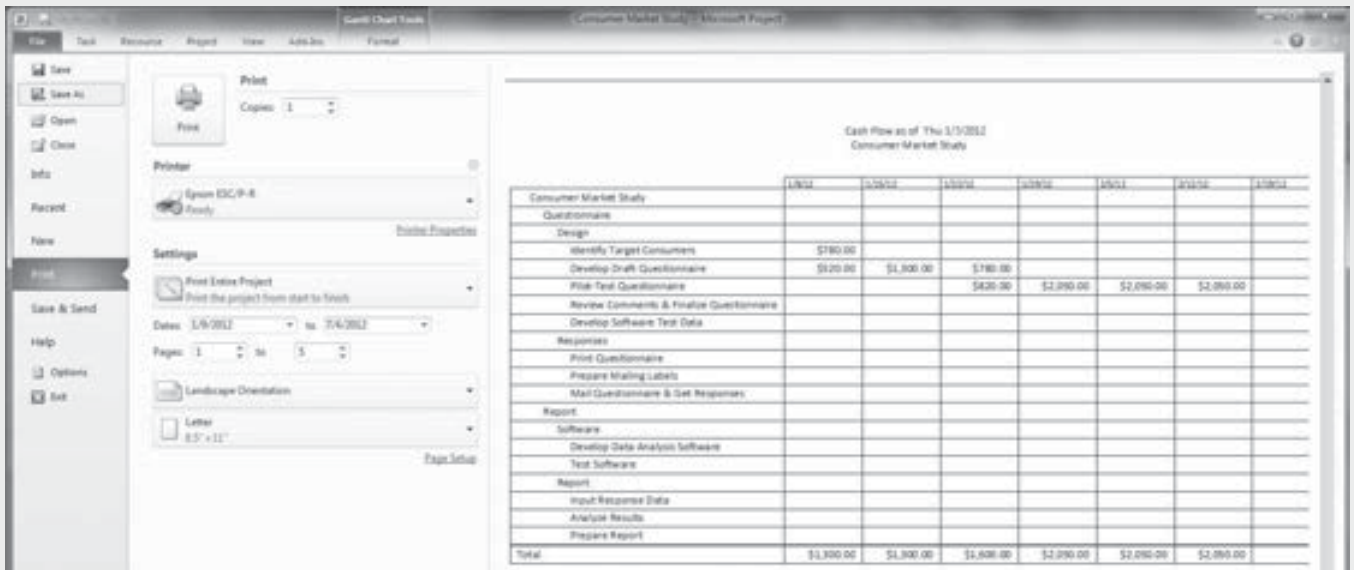 Gantt Chart Tools
Consumer Market Study - Microsoft Project
File Task Resource Project View Add-Ins Format
Save
Save As
Open
Close
Info
Recent
New
Print
Save & Send
Help
Options
Exit
Print
Copies: 1
Print
Printer
Epson ESC/P-R
Ready
Printer Properties
Settings
Print Entire Project
Print the project from start to finish
Dates: 1/9/2012 to 7/6/2012
Pages: 1 to 5
Landscape Orientation
Letter
8.5" x 11"
Page Setup
Cash Flow as of Thu
Consumer Market Study
Consumer Market Study
Questionnaire
Design
Identify Target Consumers $780.00
Develop Draft Questionnaire $520.00 $1,300.00 $780.00
Pilot-Test Questionnaire $820.00 $2,050.00 $2,050.00 $2,050.00
Review Comments & Finalize Questionnaire
Develop Software Test Data
Responses
Print Questionnaire
Prepare Mailing Labels
Mail Questionnaire & Get Responses
Report
Software
Develop Data Analysis Software
Test Software
Report
Input Response Data
Analyze Results
Prepare Report
Total $1,300.00 $1,300.00 $1,600.00 $2,050.00 $2,050.00 $2,050.00